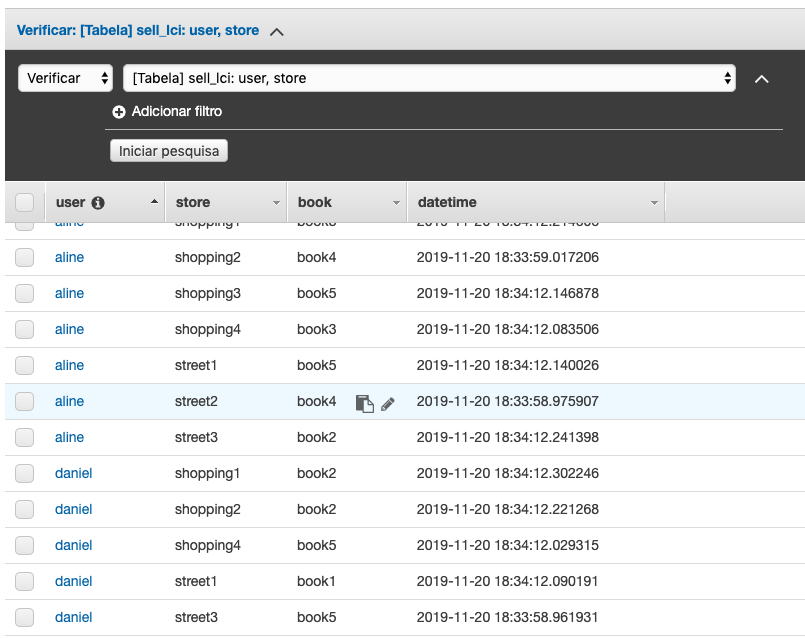 Verificar: [Tabela] sell_lci: user, store
Verificar [Tabela] sell_lci: user, store
Adicionar filtro
Iniciar pesquisa
user store book datetime
aline shopping2 book4 2019-11-20 18:33:59.017206
aline shopping3 book5 2019-11-20 18:34:12.146878
aline shopping4 book3 2019-11-20 18:34:12.083506
aline street1 book5 2019-11-20 18:34:12.140026
aline street2 book4 2019-11-20 18:33:58.975907
aline street3 book2 2019-11-20 18:34:12.241398
daniel shopping1 book2 2019-11-20 18:34:12.302246
daniel shopping2 book2 2019-11-20 18:34:12.221268
daniel shopping4 book5 2019-11-20 18:34:12.029315
daniel street1 book1 2019-11-20 18:34:12.090191
daniel street3 book5 2019-11-20 18:33:58.961931